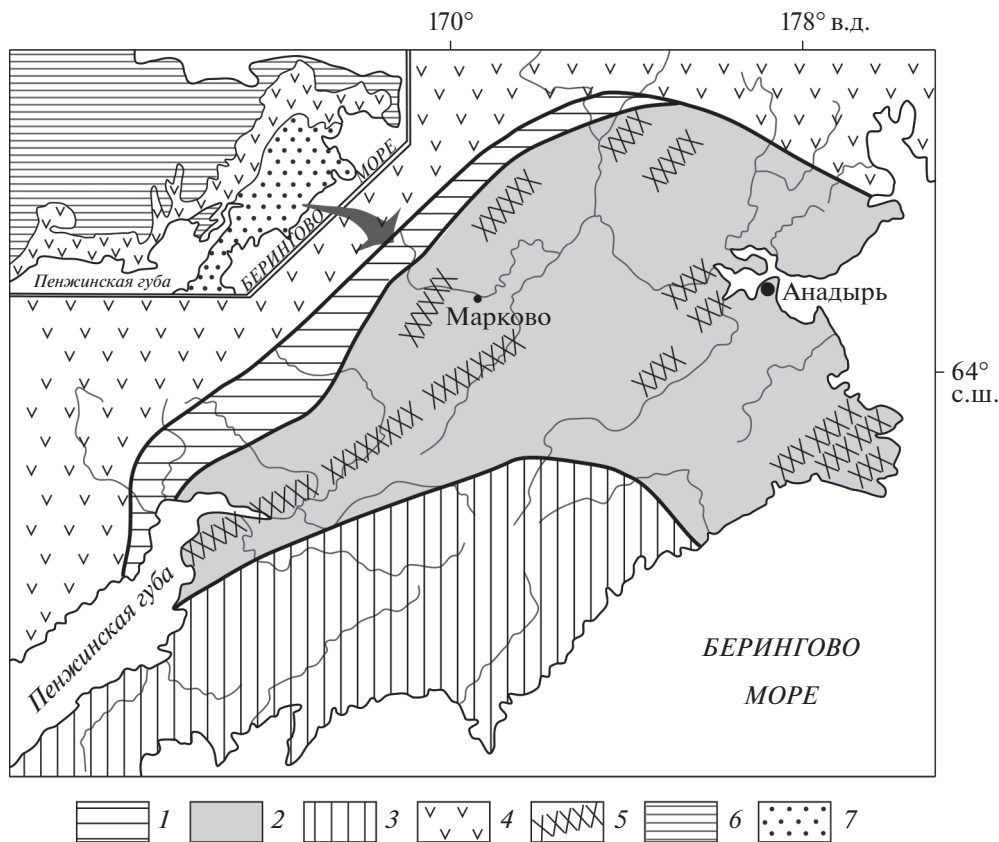 170°
178° в.д.
БЕРИНГОВО МОРЕ
Пенжинская губа
Анадырь
Марково
64°
с.ш.
Пенжинская губа
БЕРИНГОВО
МОРЕ
1 2 3 4 5 6 7